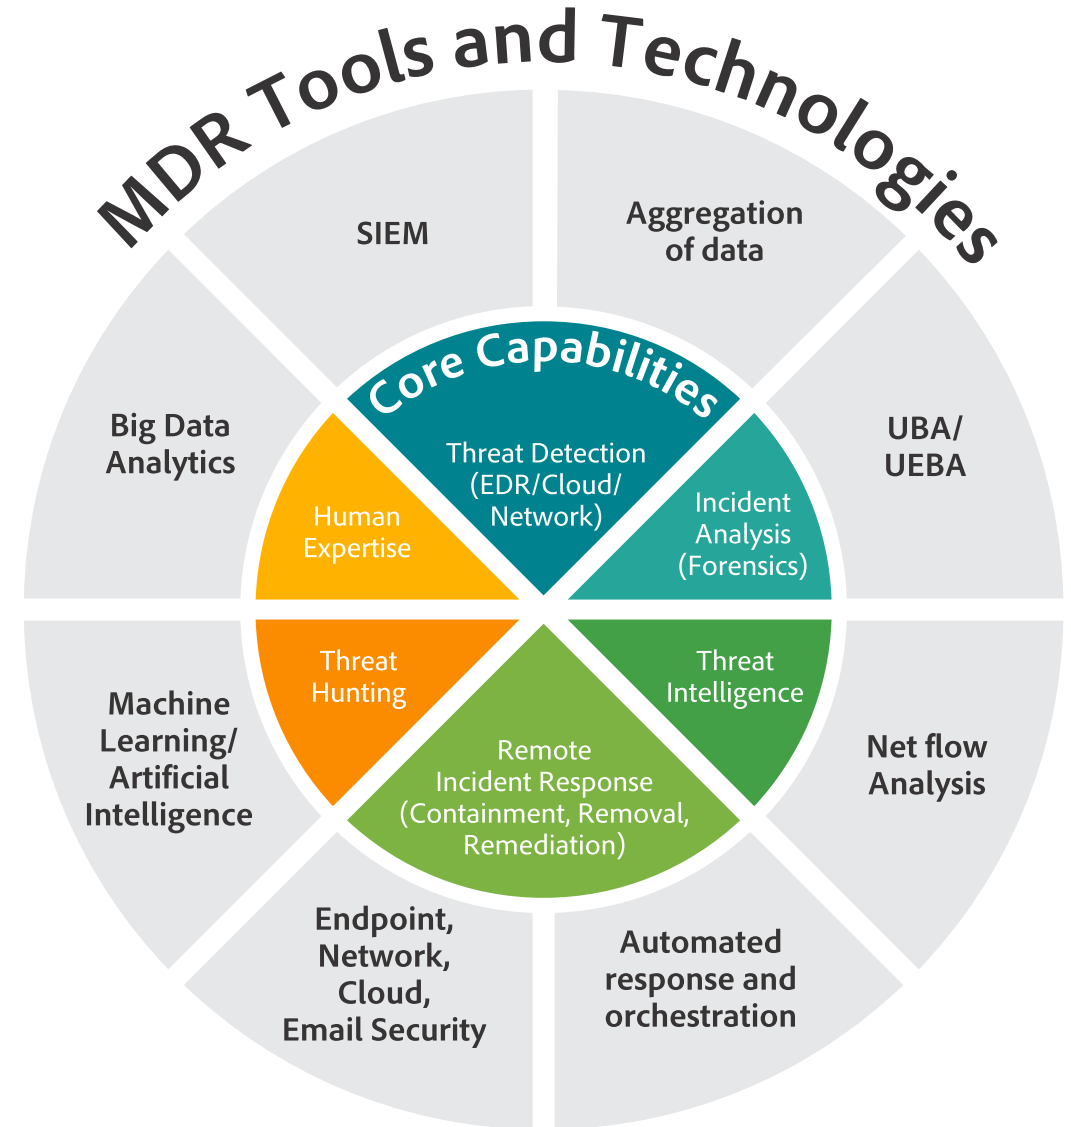 MDR Tools and Technologies
SIEM
Aggregation
of data
UBA/
UEBA
Net flow
Analysis
Automated
response and
orchestration
Endpoint,
Network,
Cloud,
Email Security
Machine
Learning/
Artificial
Intelligence
Big Data
Analytics
Core Capabilities
Threat Detection
(EDR/Cloud/
Network)
Incident
Analysis
(Forensics)
Threat
Intelligence
Remote
Incident Response
(Containment, Removal,
Remediation)
Threat
Hunting
Human
Expertise